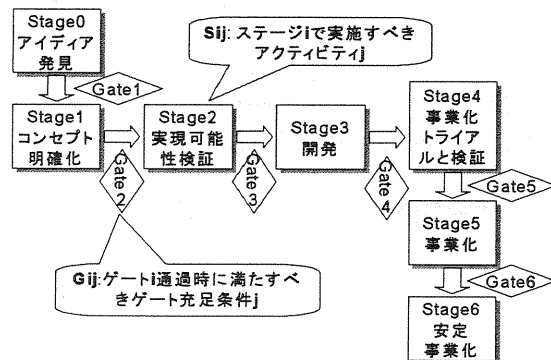 Stage0
アイディア
発見
Gate1
Sij: ステージiで実施すべき
アクティビティj
Stage1
コンセプト
明確化
Gate
2
Stage2
実現可能
性検証
Gate
3
Stage3
開発
Gate
4
Stage4
事業化
トライア
ルと検証
Gate5
Stage5
事業化
Gate6
Stage6
安定
事業化
Gij:ゲートi通過時に満たすべ
きゲート充足条件j